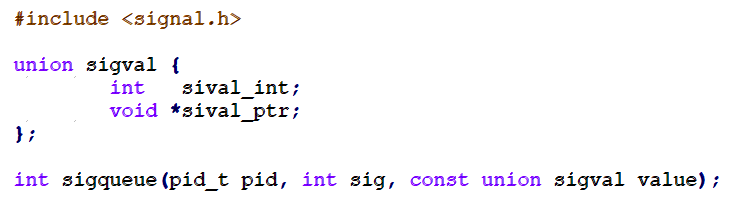 #include <signal.h>
union sigval {
int sival_int;
void *sival_ptr;
};
int sigqueue(pid_t pid, int sig, const union sigval value);